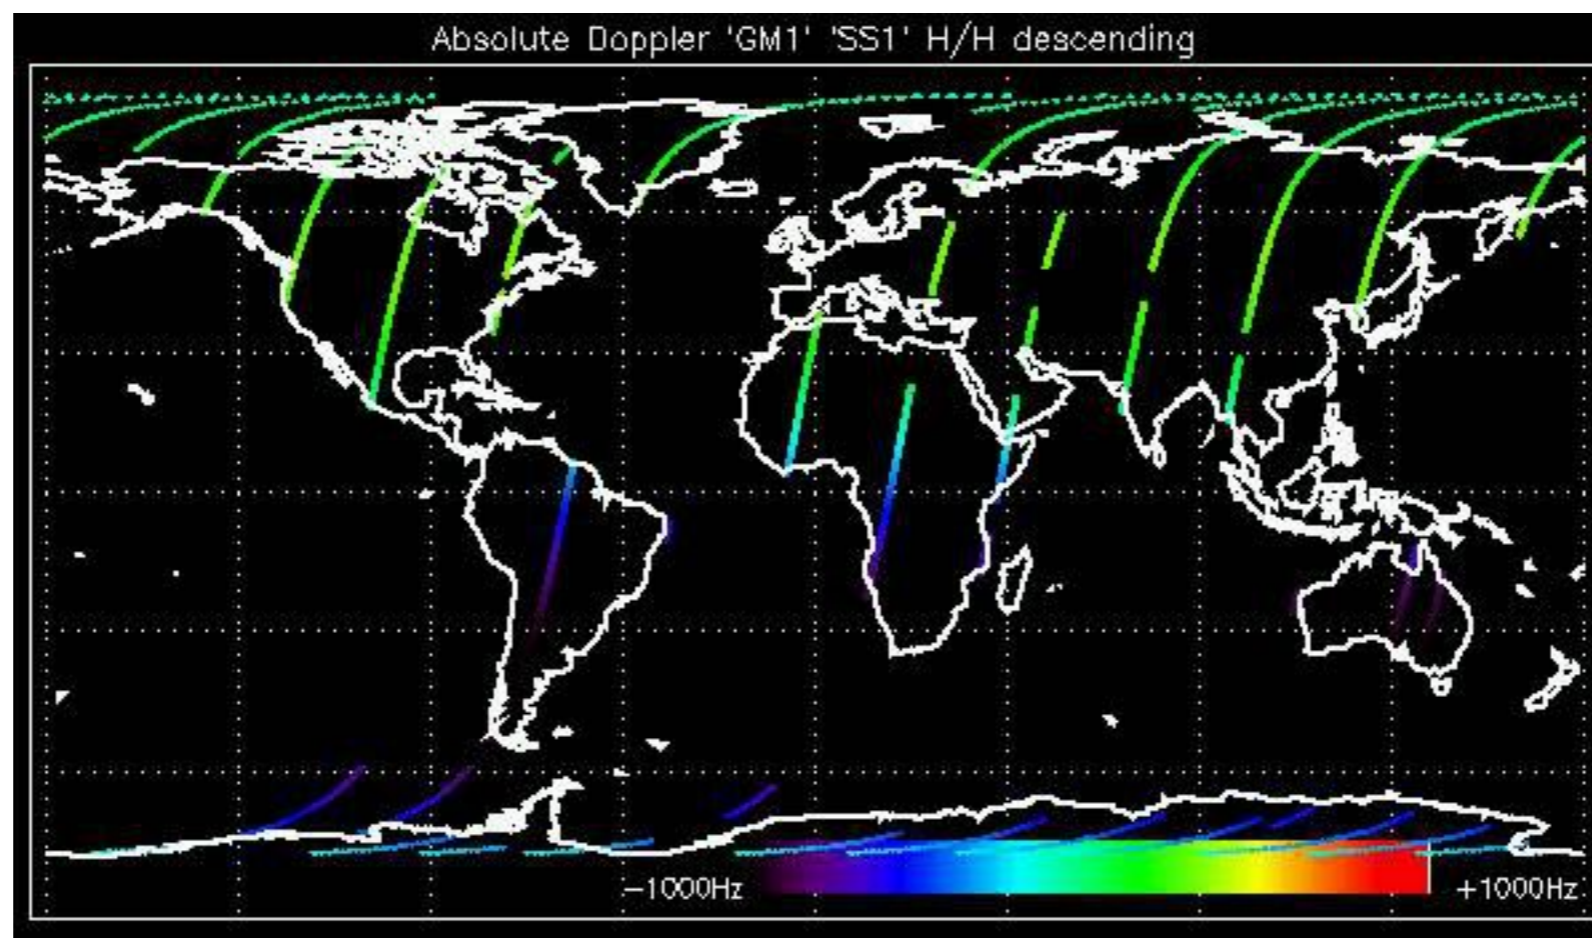 Absolute Doppler 'GM1' 'SS1' H/H descending
−1000Hz
+1000Hz